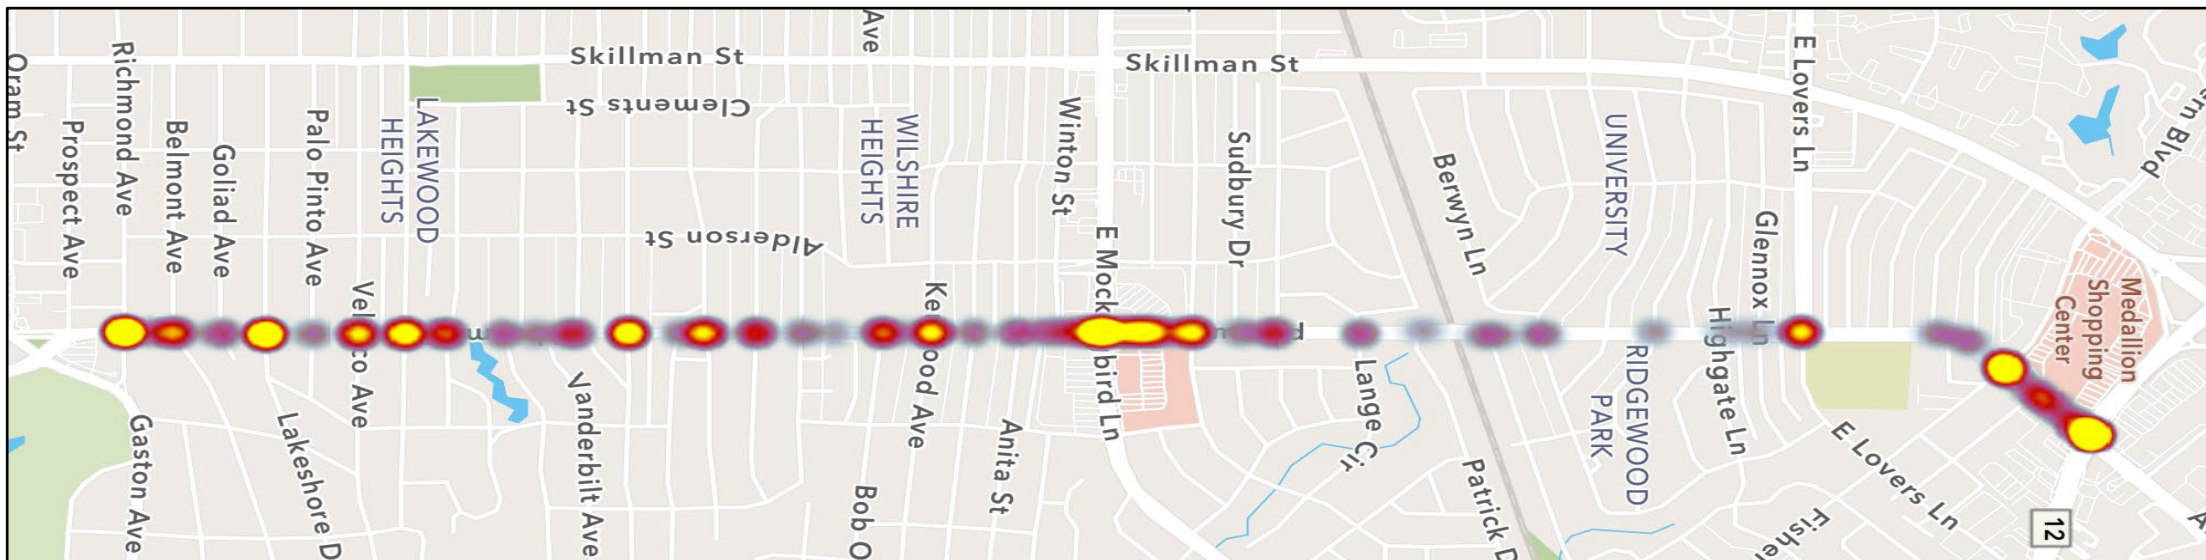 Oram St
Richmond Ave
Prospect Ave
Belmont Ave
Goliad Ave
Palo Pinto Ave
LAKEWOOD
HEIGHTS
Skillman St
Clements St
Alderson St
Ave
WILSHIRE
HEIGHTS
Winton St
Skillman St
Sudbury Dr
Berwyn Ln
UNIVERSITY
E Lovers Ln
Glennox Ln
Highgate Ln
rn Blvd
Medallion
Shopping
Center
Gaston Ave
Lakeshore D
Vel
co Ave
Vanderbilt Ave
Bob O
Ke
ood Ave
Anita St
E Mock
bird Ln
Lange Cir
Patrick D
RIDGEWOOD
PARK
E Lovers Ln
Fisher
12
A